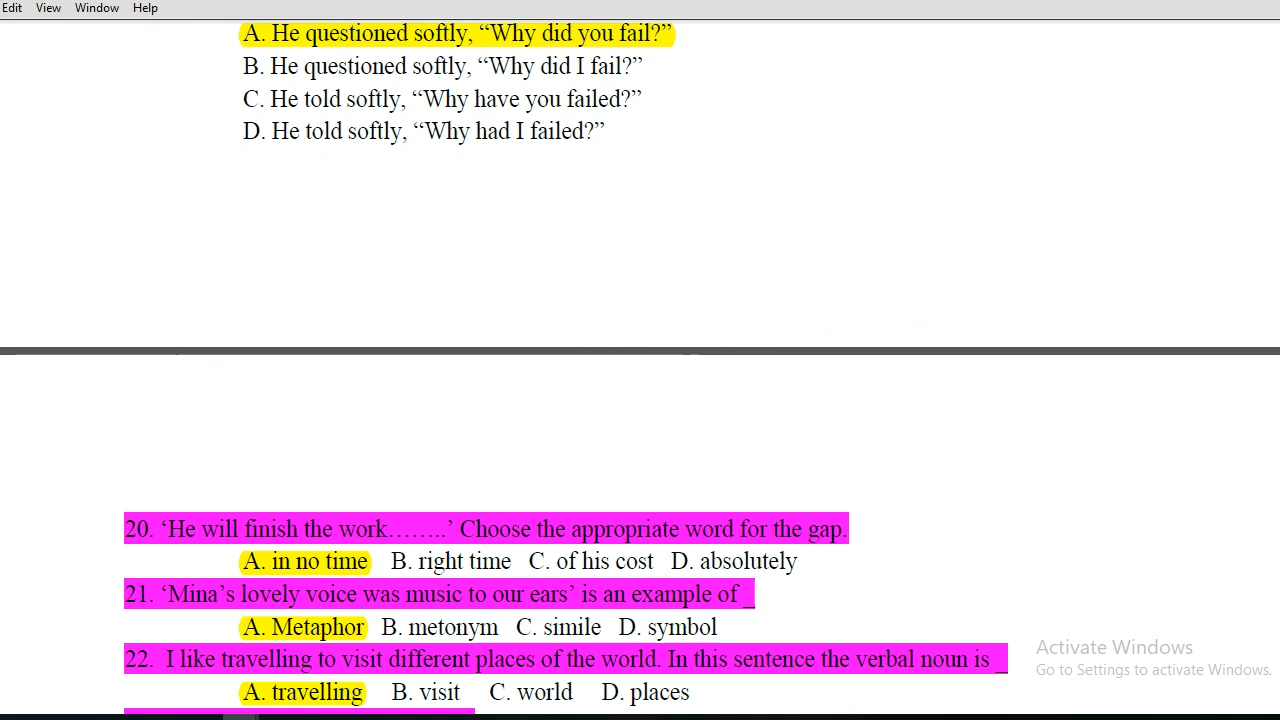 Edit View Window Help
A. He questioned softly, “Why did you fail?”
B. He questioned softly, “Why did I fail?”
C. He told softly, “Why have you failed?”
D. He told softly, “Why had I failed?”
20. ‘He will finish the work……..’ Choose the appropriate word for the gap.
A. in no time B. right time C. of his cost D. absolutely
21. ‘Mina’s lovely voice was music to our ears’ is an example of _
A. Metaphor B. metonym C. simile D. symbol
22. I like travelling to visit different places of the world. In this sentence the verbal noun is _
A. travelling B. visit C. world D. places
Activate Windows
Go to Settings to activate Windows.